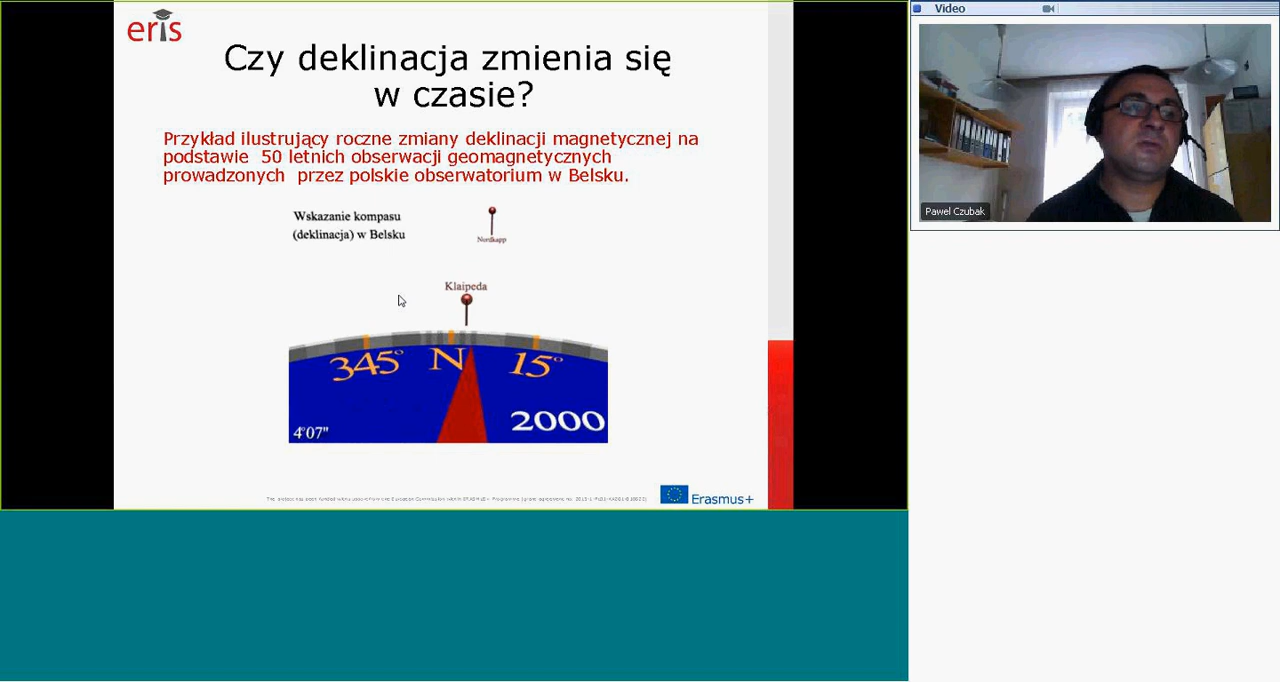 eris
Czy deklinacja zmienia się
w czasie?
Przykład ilustrujący roczne zmiany deklinacji magnetycznej na
podstawie 50 letnich obserwacji geomagnetycznych
prowadzonych przez polskie obserwatorium w Belsku.
Wskazanie kompasu
(deklinacja) w Belsku
Nordkapp
Klaipeda
345° N 15°
2000
4°07"
Erasmus+
Video
Pawel Czubak